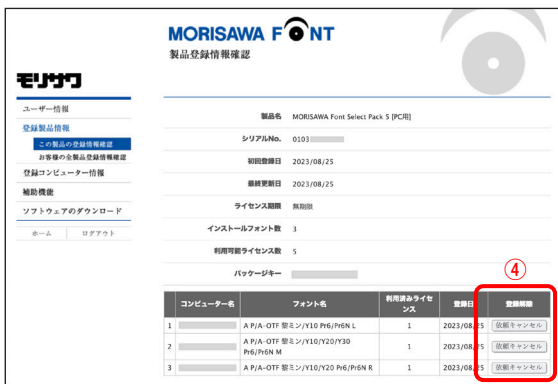 MORISAWA FONT
製品登録情報確認
モリサワ
ユーザー情報
登録製品情報
この製品の登録情報確認
お客様の全製品登録情報確認
登録コンピューター情報
補助機能
ソフトウェアのダウンロード
ホーム ログアウト
製品名 MORISAWA Font Select Pack 5 [PC用]
シリアルNo. 0103
初回登録日 2023/08/25
最終更新日 2023/08/25
ライセンス期限 無期限
インストールフォント数 3
利用可能ライセンス数 5
パッケージキー
④
コンピューター名 フォント名 利用済みライセ
ンス 登録日 登録解除
1 A P/A-OTF 黎ミン/Y10 Pr6/Pr6N L 1 2023/08/25 依頼キャンセル
2 A P/A-OTF 黎ミン/Y10/Y20/Y30
Pr6/Pr6N M 1 2023/08/25 依頼キャンセル
3 A P/A-OTF 黎ミン/Y10/Y20 Pr6/Pr6N R 1 2023/08/25 依頼キャンセル